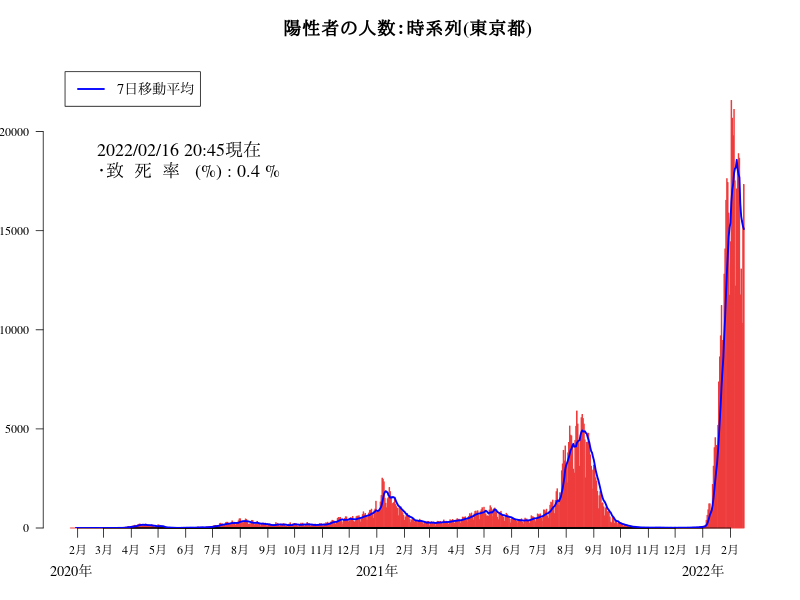 陽性者の人数:時系列(東京都)
7日移動平均
2022/02/16 20:45現在
・致 死 率 (%) : 0.4 %
20000
15000
10000
5000
0
2月 3月 4月 5月 6月 7月 8月 9月 10月 11月 12月 1月 2月 3月 4月 5月 6月 7月 8月 9月 10月 11月 12月 1月 2月
2020年 2021年 2022年